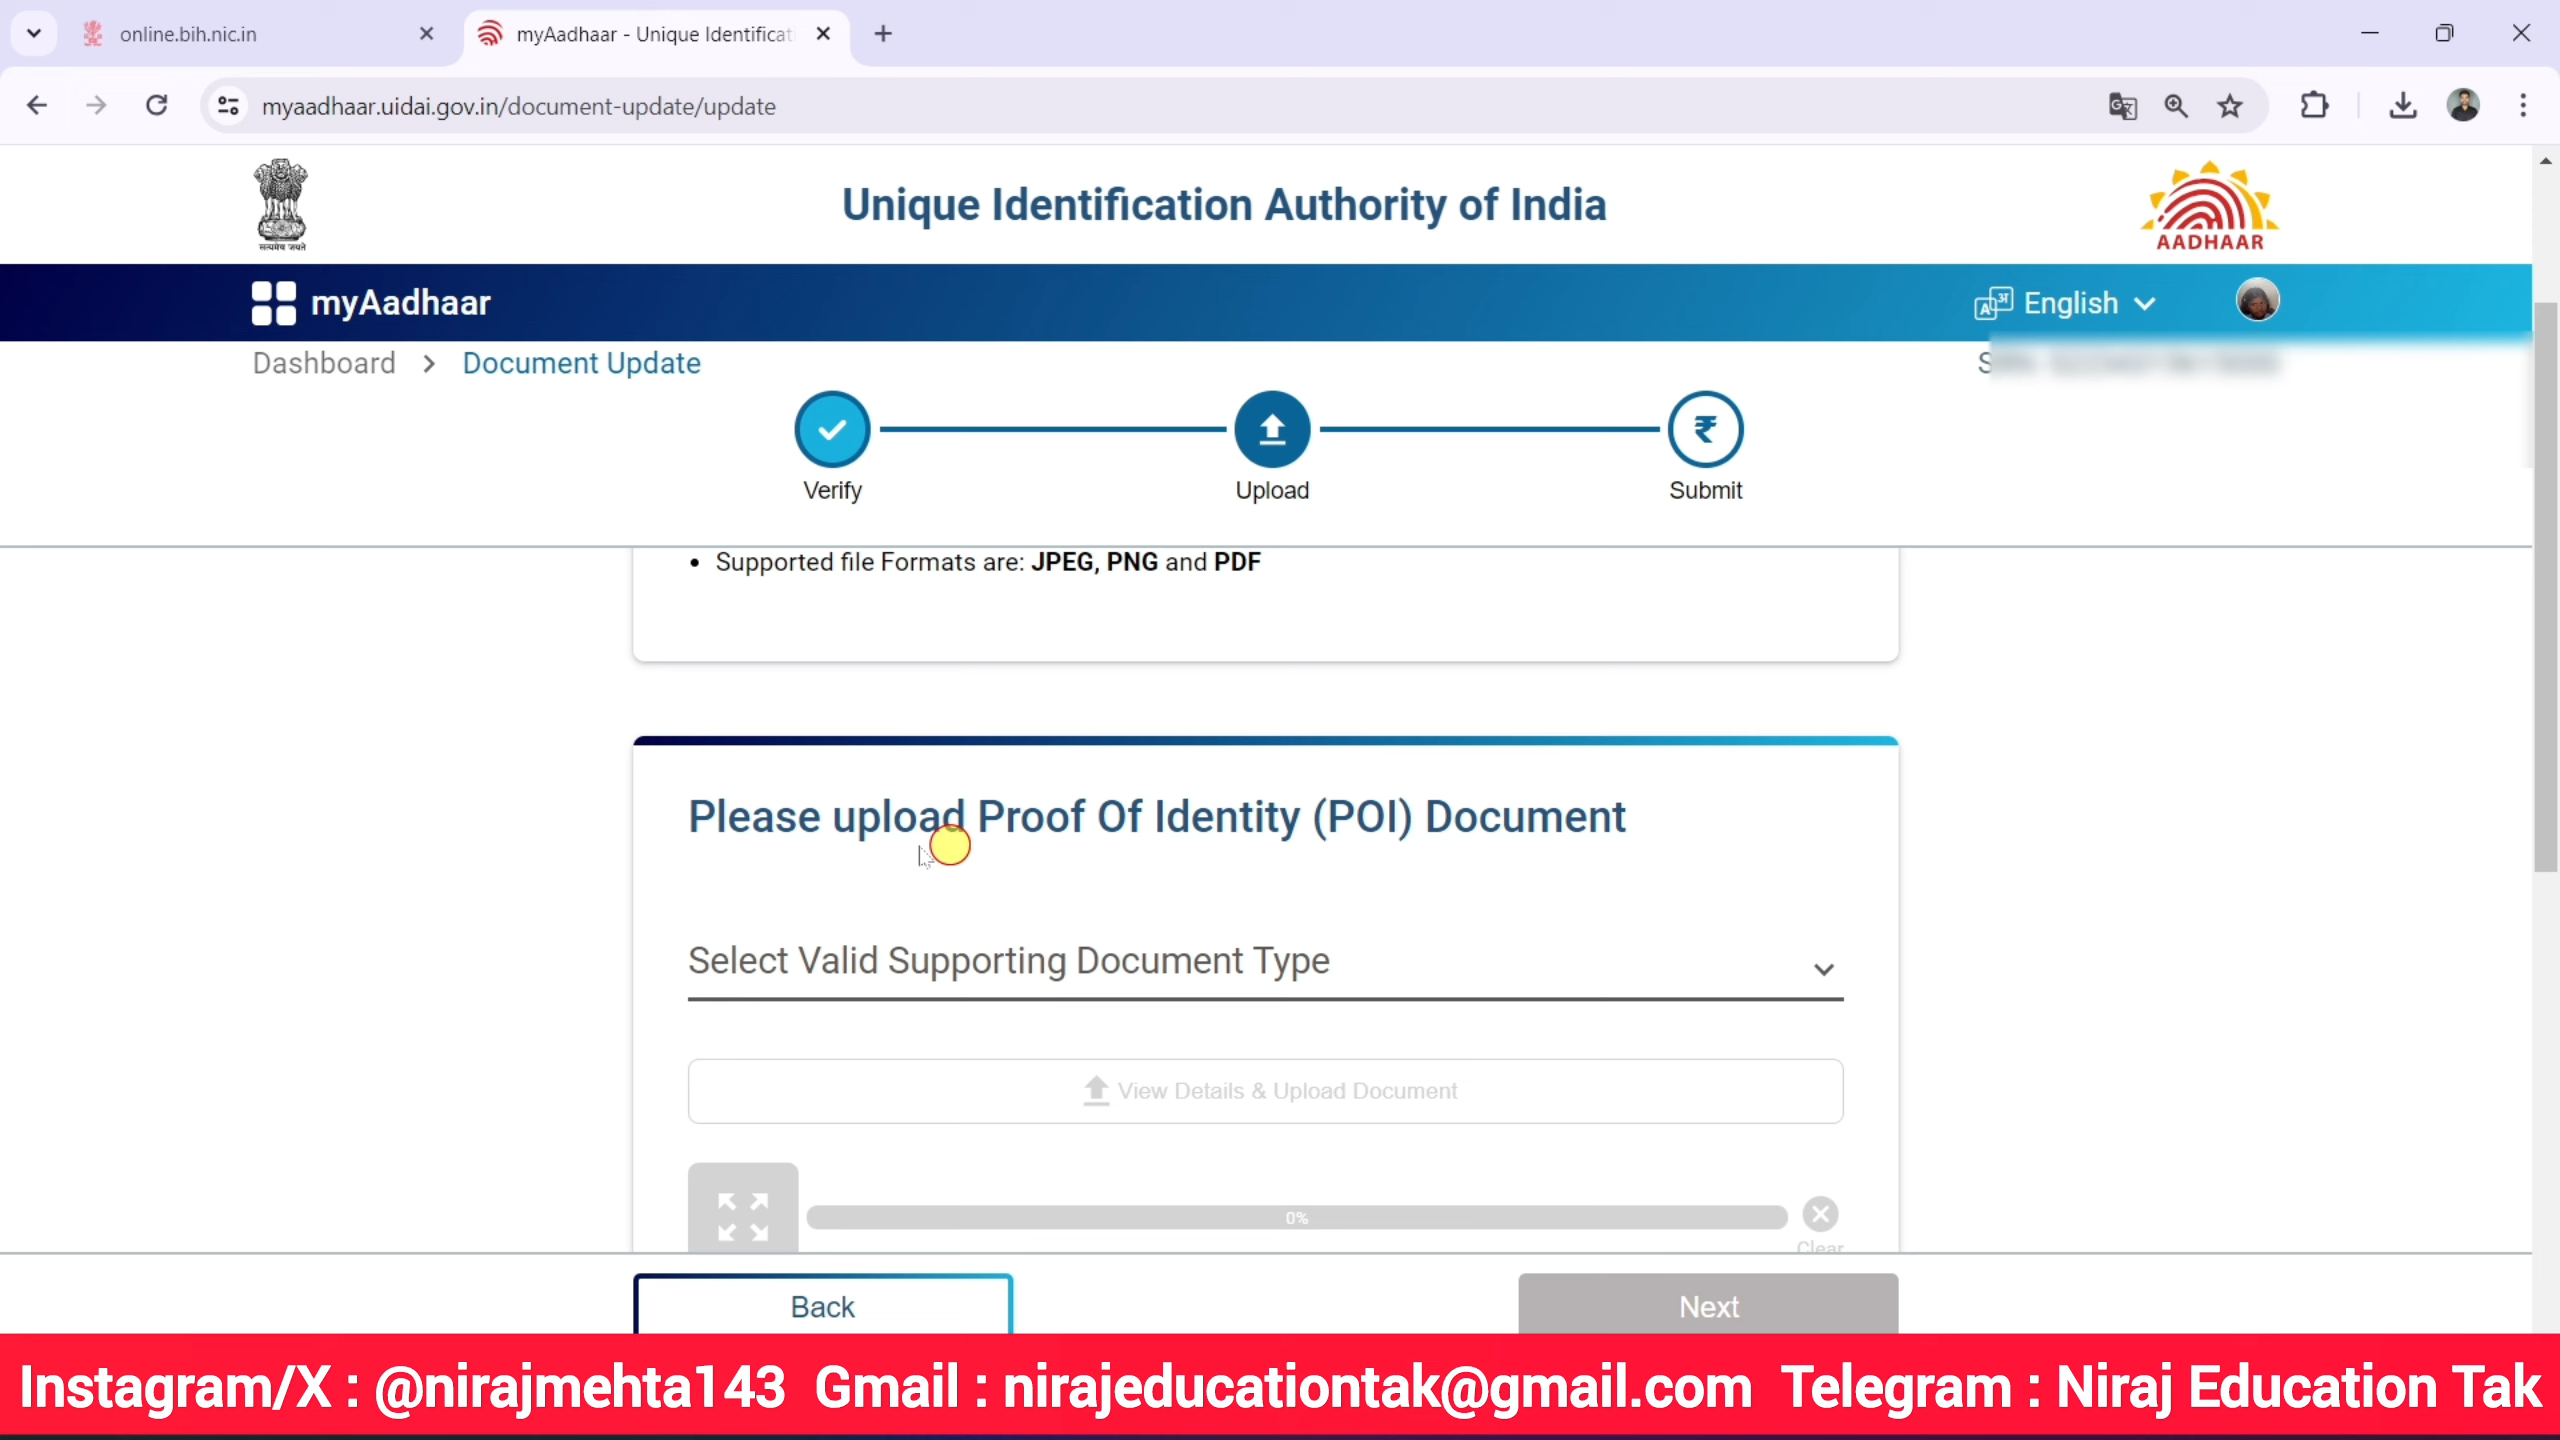 online.bih.nic.in
myAadhaar - Unique Identificat
myaadhaar.uidai.gov.in/document-update/update
सत्यमेव जयते
Unique Identification Authority of India
AADHAAR
myAadhaar
English
Dashboard > Document Update
Verify
Upload
Submit
• Supported file Formats are: JPEG, PNG and PDF
Please upload Proof Of Identity (POI) Document
Select Valid Supporting Document Type
View Details & Upload Document
0%
Clear
Back
Next
Instagram/X : @nirajmehta143 Gmail : nirajeducationtak@gmail.com Telegram : Niraj Education Tak